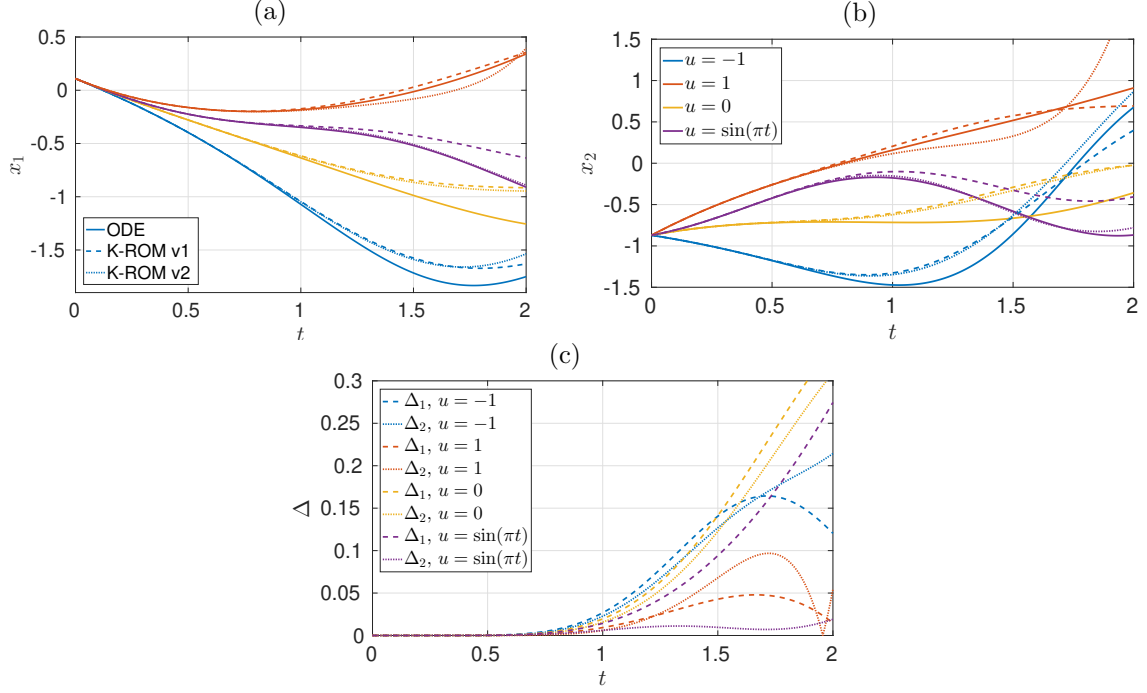 (a)
0.5
0
-0.5
-1
-1.5
x₁
ODE
K-ROM v1
K-ROM v2
0
0.5
1
1.5
2
t
(b)
1.5
1
0.5
0
-0.5
-1
-1.5
x₂
u = −1
u = 1
u = 0
u = sin(πt)
0
0.5
1
1.5
2
t
(c)
0.3
0.25
0.2
0.15
0.1
0.05
0
Δ
Δ₁, u = −1
Δ₂, u = −1
Δ₁, u = 1
Δ₂, u = 1
Δ₁, u = 0
Δ₂, u = 0
Δ₁, u = sin(πt)
Δ₂, u = sin(πt)
0
0.5
1
1.5
2
t